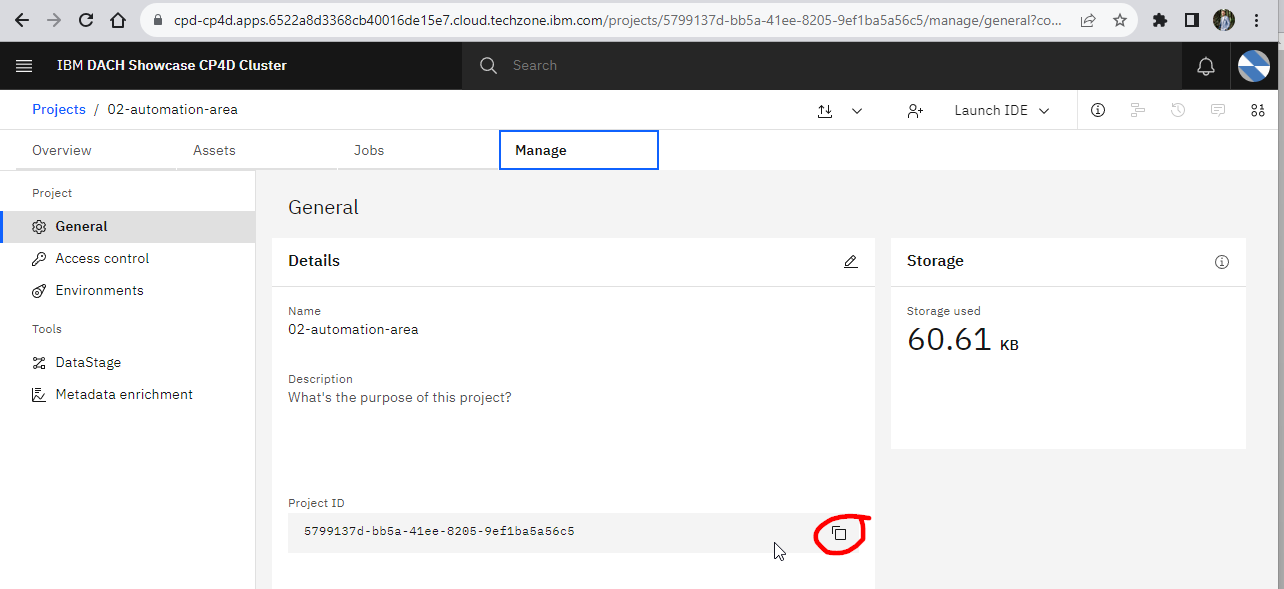 cpd-cp4d.apps.6522a8d3368cb40016de15e7.cloud.techzone.ibm.com/projects/5799137d-bb5a-41ee-8205-9ef1ba5a56c5/manage/general?co...
IBM DACH Showcase CP4D Cluster
Search
Projects / 02-automation-area
Launch IDE
Overview
Assets
Jobs
Manage
Project
General
Access control
Environments
Tools
DataStage
Metadata enrichment
General
Details
Name
02-automation-area
Description
What's the purpose of this project?
Project ID
5799137d-bb5a-41ee-8205-9ef1ba5a56c5
Storage
Storage used
60.61 KB